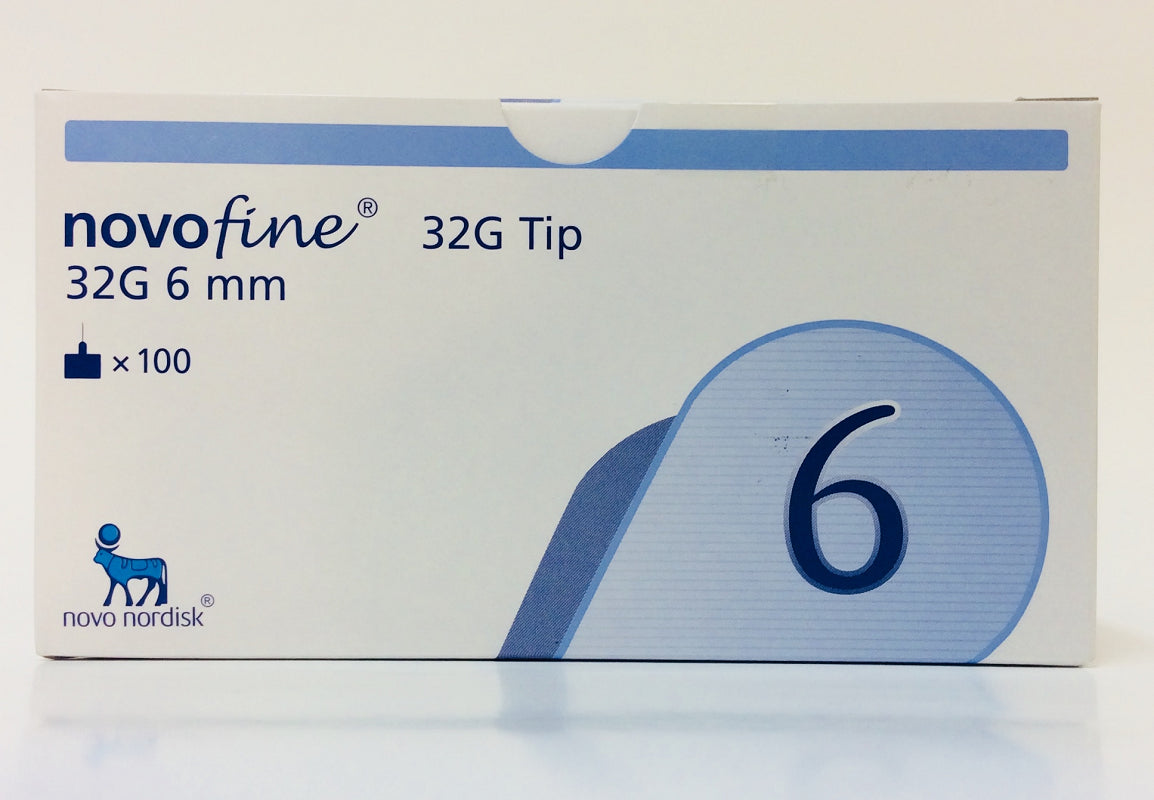 novofine® 32G Tip
32G 6 mm
× 100
6
novo nordisk®